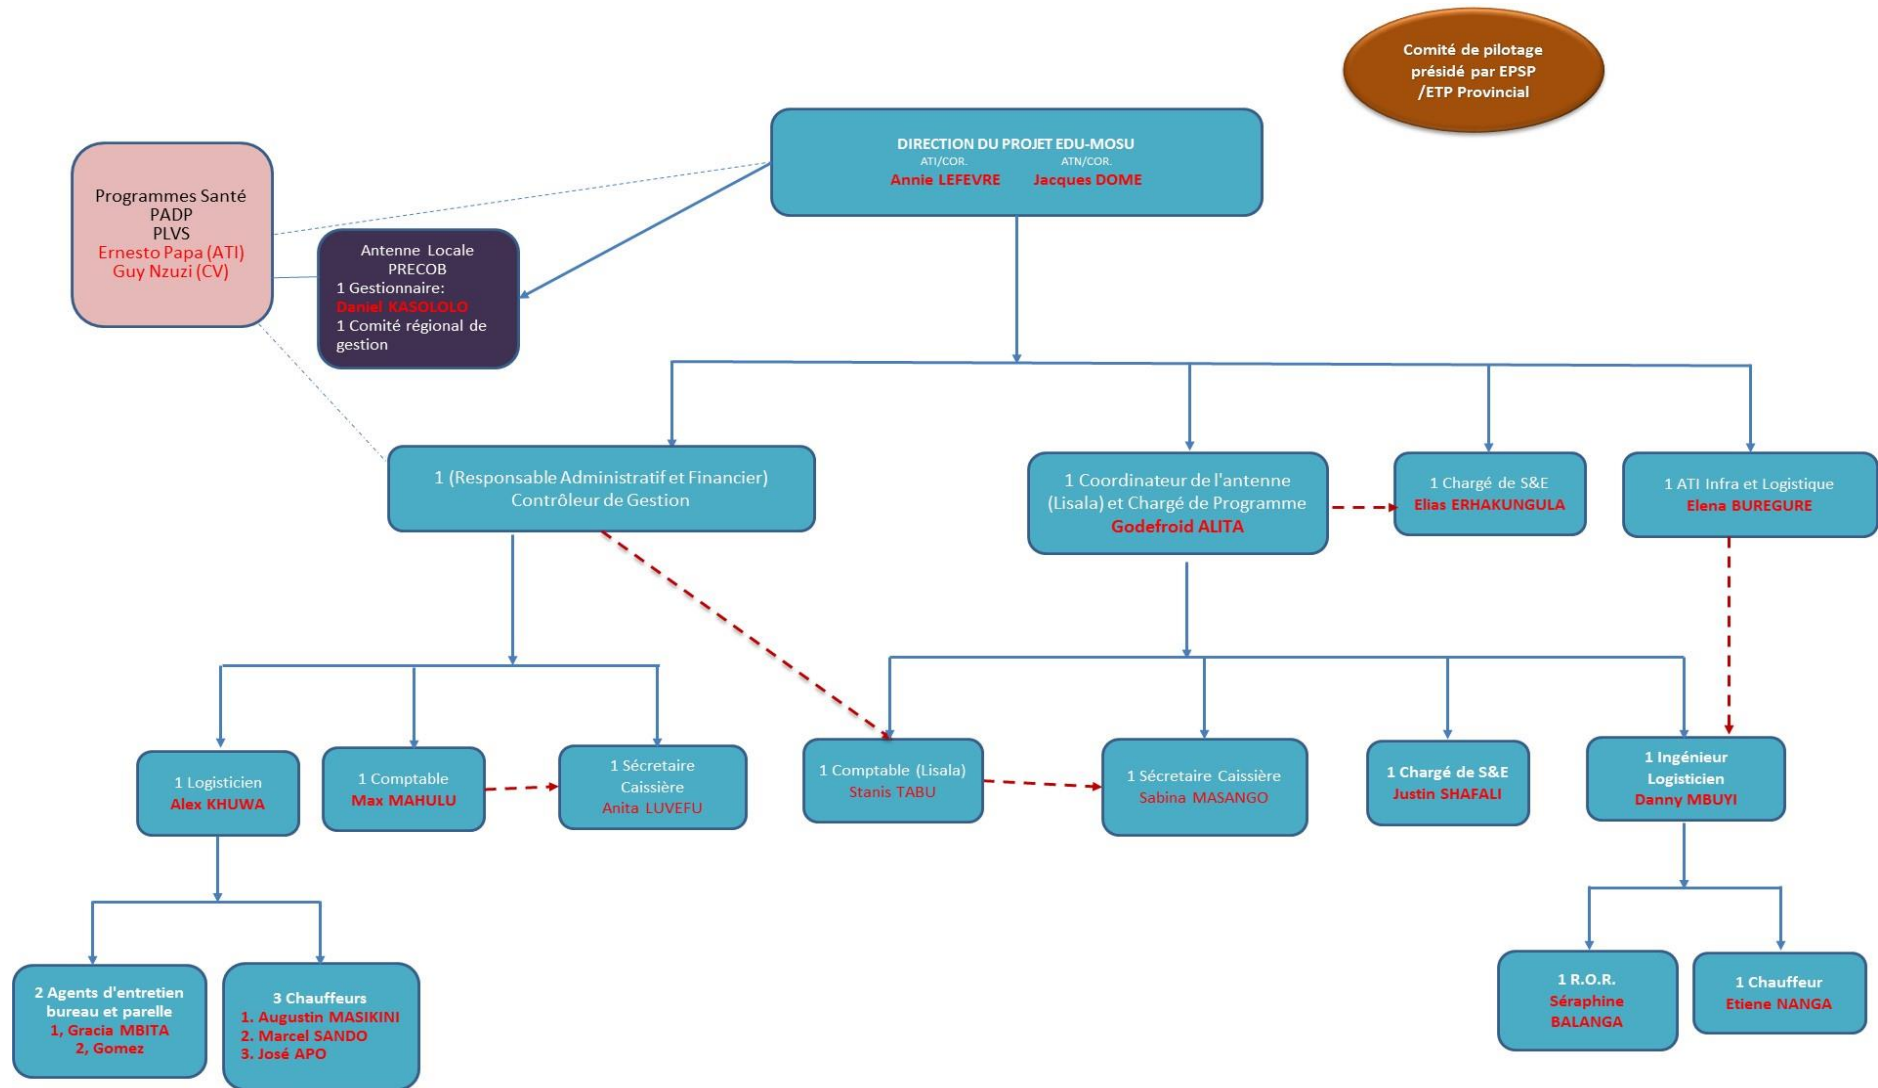 Comité de pilotage
présidé par EPSP
/ETP Provincial
DIRECTION DU PROJET EDU-MOSU
ATI/COR. ATN/COR.
Annie LEFEVRE Jacques DOME
Programmes Santé
PADP
PLVS
Ernesto Papa (ATI)
Guy Nzuzi (CV)
Antenne Locale
PRECOB
1 Gestionnaire:
Daniel KASOLOLO
1 Comité régional de
gestion
1 (Responsable Administratif et Financier)
Contrôleur de Gestion
1 Coordinateur de l'antenne
(Lisala) et Chargé de Programme
Godefroid ALITA
1 Chargé de S&E
Elias ERHAKUNGULA
1 ATI Infra et Logistique
Elena BUREGURE
1 Logisticien
Alex KHUWA
1 Comptable
Max MAHULU
1 Sécretaire
Caissière
Anita LUVEFU
1 Comptable (Lisala)
Stanis TABU
1 Sécretaire Caissière
Sabina MASANGO
1 Chargé de S&E
Justin SHAFALI
1 Ingénieur
Logisticien
Danny MBUYI
2 Agents d'entretien
bureau et parelle
1, Gracia MBITA
2, Gomez
3 Chauffeurs
1. Augustin MASIKINI
2. Marcel SANDO
3. José APO
1 R.O.R.
Séraphine
BALANGA
1 Chauffeur
Etiene NANGA